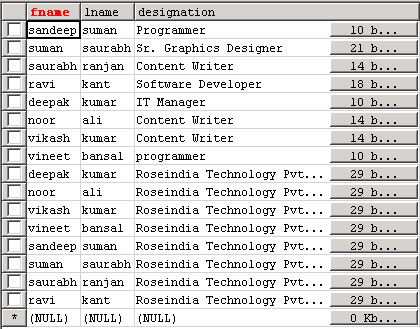 fname lname designation
sandeep suman Programmer 10 b...
suman saurabh Sr. Graphics Designer 21 b...
saurabh ranjan Content Writer 14 b...
ravi kant Software Developer 18 b...
deepak kumar IT Manager 10 b...
noor ali Content Writer 14 b...
vikash kumar Content Writer 14 b...
vineet bansal programmer 10 b...
deepak kumar Roseindia Technology Pvt... 29 b...
noor ali Roseindia Technology Pvt... 29 b...
vikash kumar Roseindia Technology Pvt... 29 b...
vineet bansal Roseindia Technology Pvt... 29 b...
sandeep suman Roseindia Technology Pvt... 29 b...
suman saurabh Roseindia Technology Pvt... 29 b...
saurabh ranjan Roseindia Technology Pvt... 29 b...
ravi kant Roseindia Technology Pvt... 29 b...
* (NULL) (NULL) (NULL) 0 Kb...